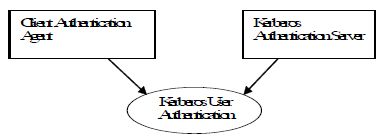 Client Authentication
Agent
Kerberos
Authentication Server
Kerberos User
Authentication